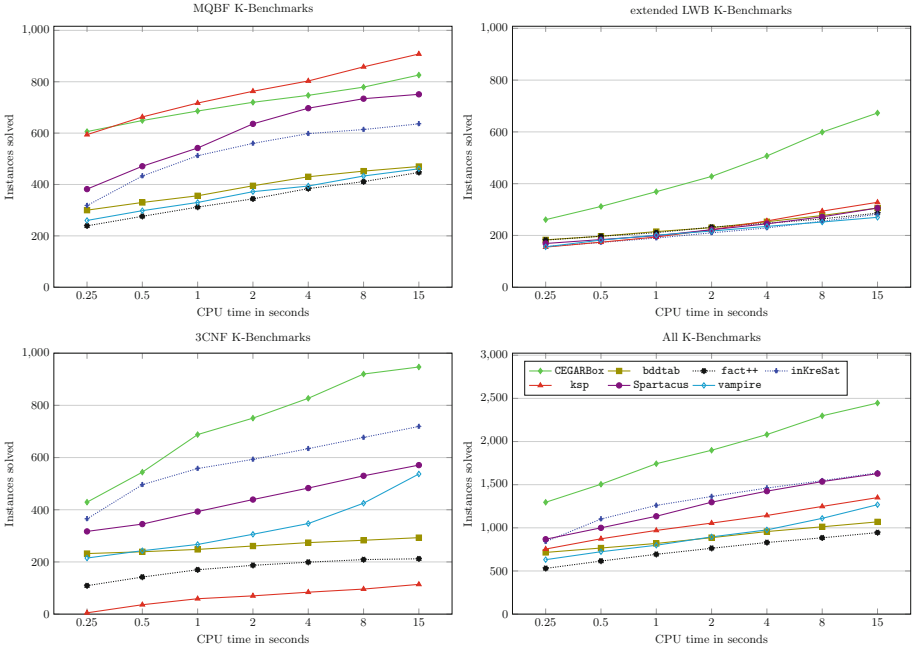 MQBF K-Benchmarks
1,000
800
600
400
200
0
Instances solved
0.25 0.5 1 2 4 8 15
CPU time in seconds
extended LWB K-Benchmarks
1,000
800
600
400
200
0
Instances solved
0.25 0.5 1 2 4 8 15
CPU time in seconds
3CNF K-Benchmarks
1,000
800
600
400
200
0
Instances solved
0.25 0.5 1 2 4 8 15
CPU time in seconds
All K-Benchmarks
3,000
2,500
2,000
1,500
1,000
500
0
Instances solved
CEGARBox bddtab fact++ inKreSat
ksp Spartacus vampire
0.25 0.5 1 2 4 8 15
CPU time in seconds